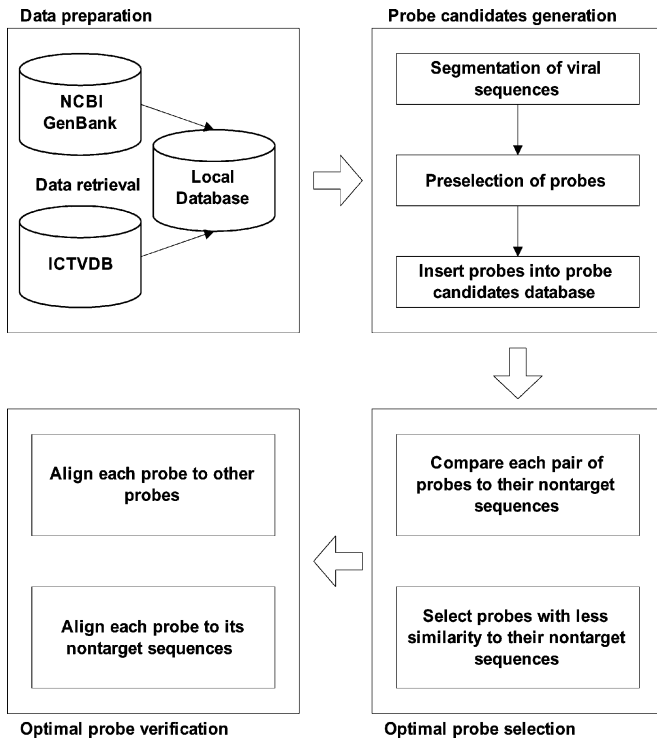 Data preparation
NCBI
GenBank
Data retrieval
Local
Database
ICTVDB
Probe candidates generation
Segmentation of viral
sequences
Preselection of probes
Insert probes into probe
candidates database
Compare each pair of
probes to their nontarget
sequences
Select probes with less
similarity to their nontarget
sequences
Optimal probe selection
Align each probe to other
probes
Align each probe to its
nontarget sequences
Optimal probe verification